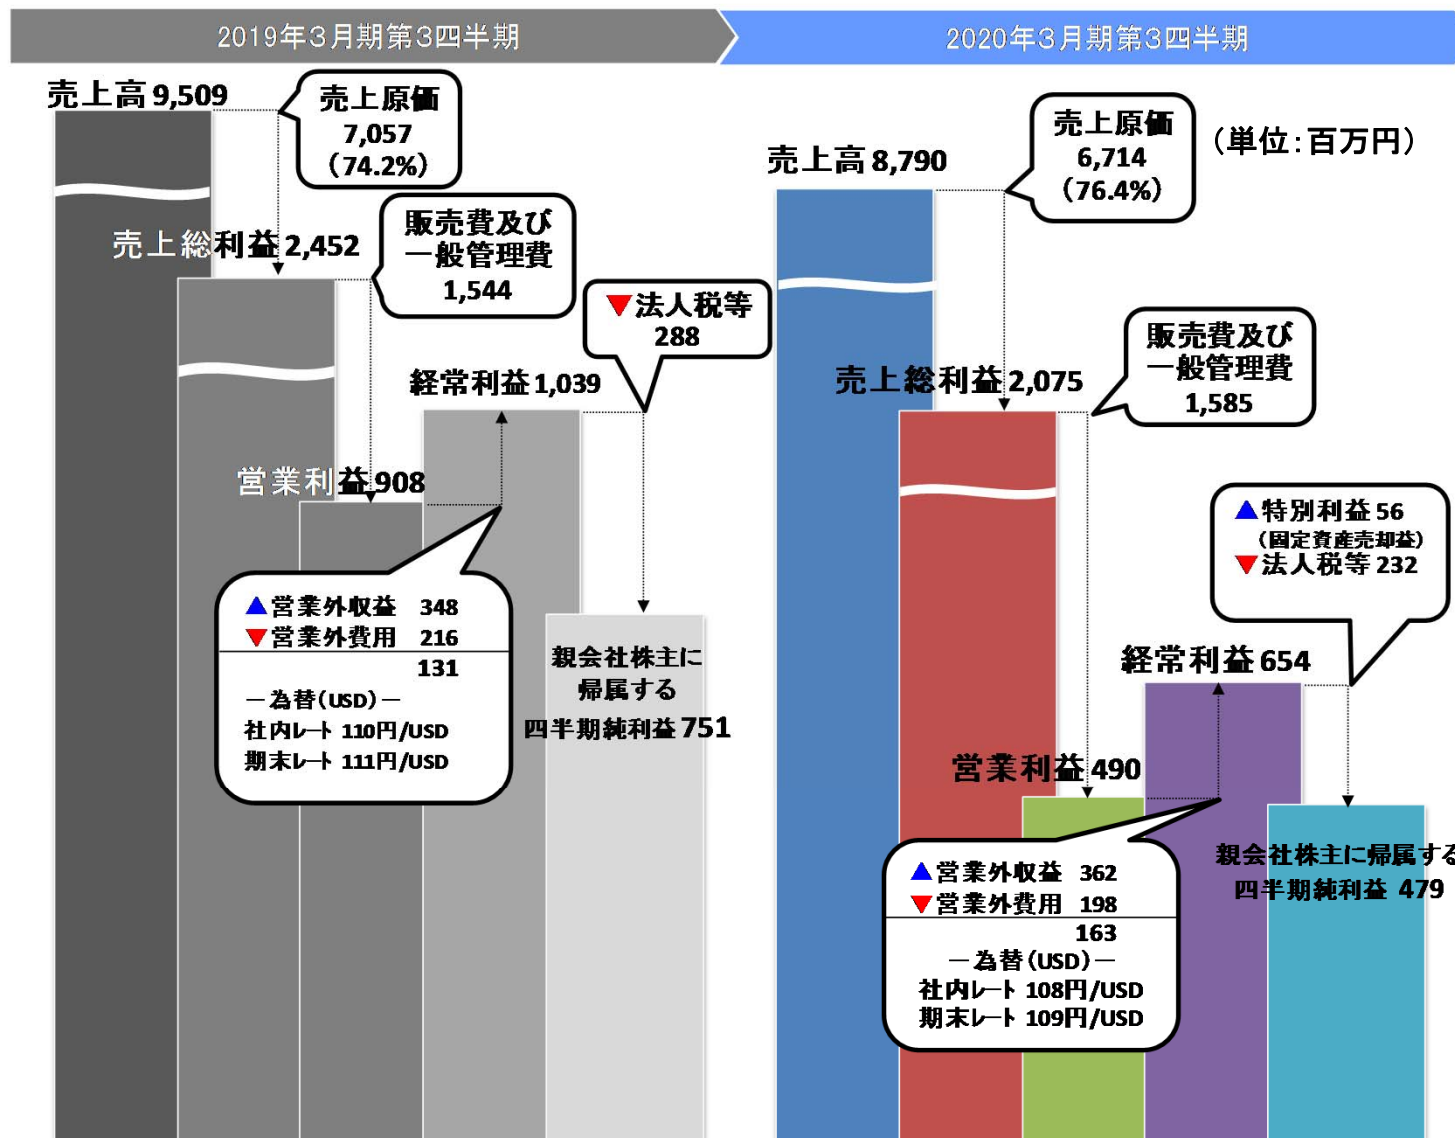 2019年3月期第3四半期
売上高 9,509
売上原価
7,057
（74.2%）
売上総利益 2,452
販売費及び
一般管理費
1,544
営業利益 908
▲営業外収益 348
▼営業外費用 216
131
－為替（USD）－
社内レート 110円/USD
期末レート 111円/USD
経常利益 1,039
▼法人税等
288
親会社株主に
帰属する
四半期純利益 751
2020年3月期第3四半期
（単位：百万円）
売上高 8,790
売上原価
6,714
（76.4%）
売上総利益 2,075
販売費及び
一般管理費
1,585
営業利益 490
▲営業外収益 362
▼営業外費用 198
163
－為替（USD）－
社内レート 108円/USD
期末レート 109円/USD
経常利益 654
▲特別利益 56
（固定資産売却益）
▼法人税等 232
親会社株主に帰属する
四半期純利益 479